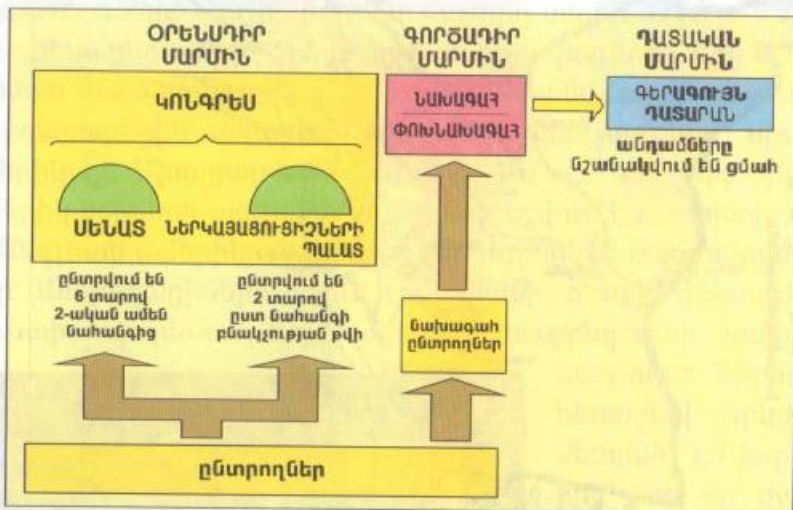 ՕՐԵՆՍԴԻՐ
ՄԱՐՄԻՆ
ԿՈՆԳՐԵՍ
ՍԵՆԱՏ
ՆԵՐԿԱՅԱՑՈՒՑԻՉՆԵՐԻ
ՊԱԼԱՏ
ընտրվում են
6 տարով
2-ական ամեն
նահանգից
ընտրվում են
2 տարով
ըստ նահանգի
բնակչության թվի
ԳՈՐԾԱԴԻՐ
ՄԱՐՄԻՆ
ՆԱԽԱԳԱՀ
ՓՈԽՆԱԽԱԳԱՀ
նախագահ
ընտրողներ
ԴԱՏԱԿԱՆ
ՄԱՐՄԻՆ
ԳԵՐԱԳՈՒՅՆ
ԴԱՏԱՐԱՆ
անդամները
նշանակվում են ցմահ
ընտրողներ